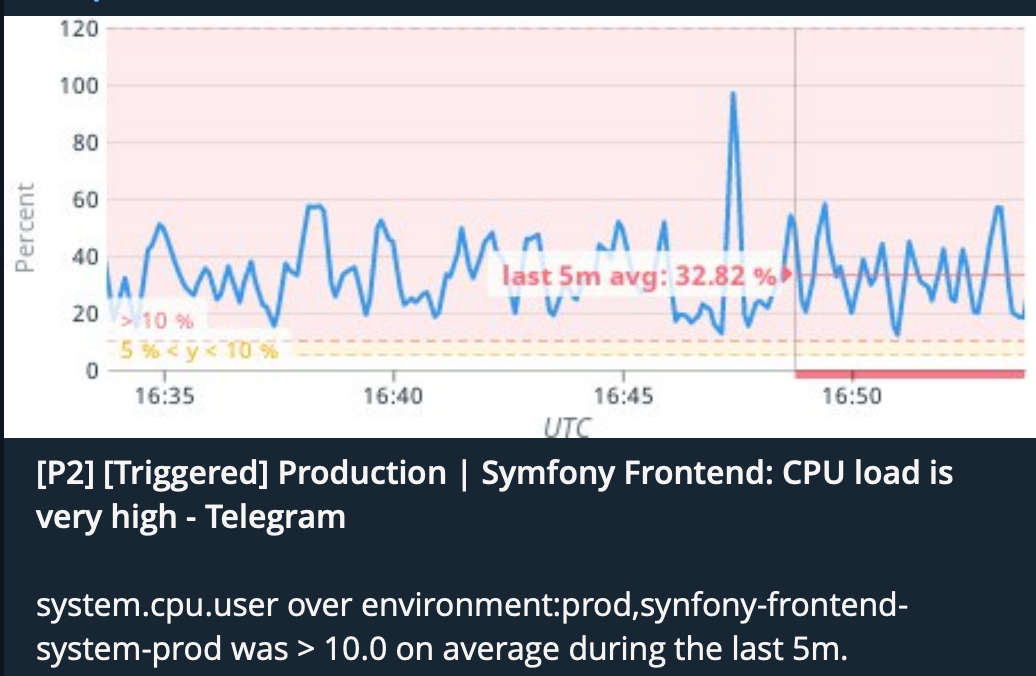 120
100
80
60
40
20
0
Percent
last 5m avg: 32.82 %
> 10 %
5 % < y < 10 %
16:35
16:40
16:45
16:50
UTC
[P2] [Triggered] Production | Symfony Frontend: CPU load is
very high - Telegram
system.cpu.user over environment:prod,synfony-frontend-
system-prod was > 10.0 on average during the last 5m.